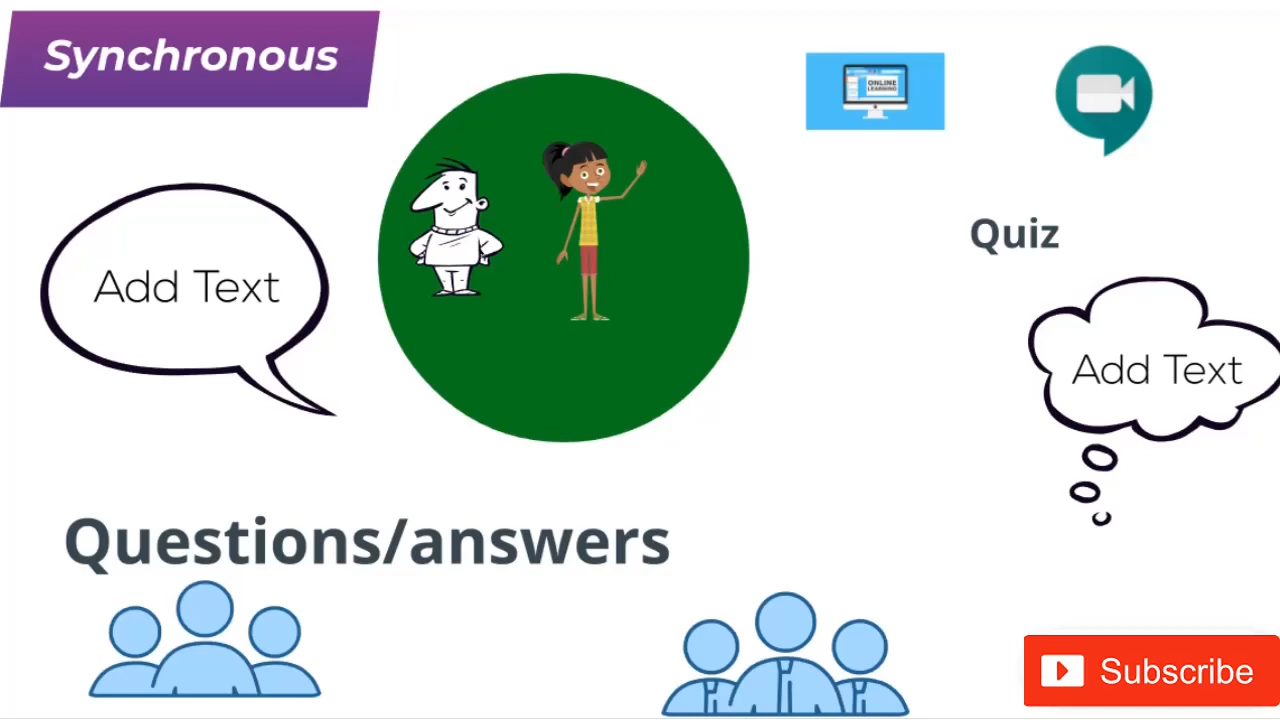 Synchronous
ONLINE
LEARNING
Quiz
Add Text
Add Text
Questions/answers
Subscribe